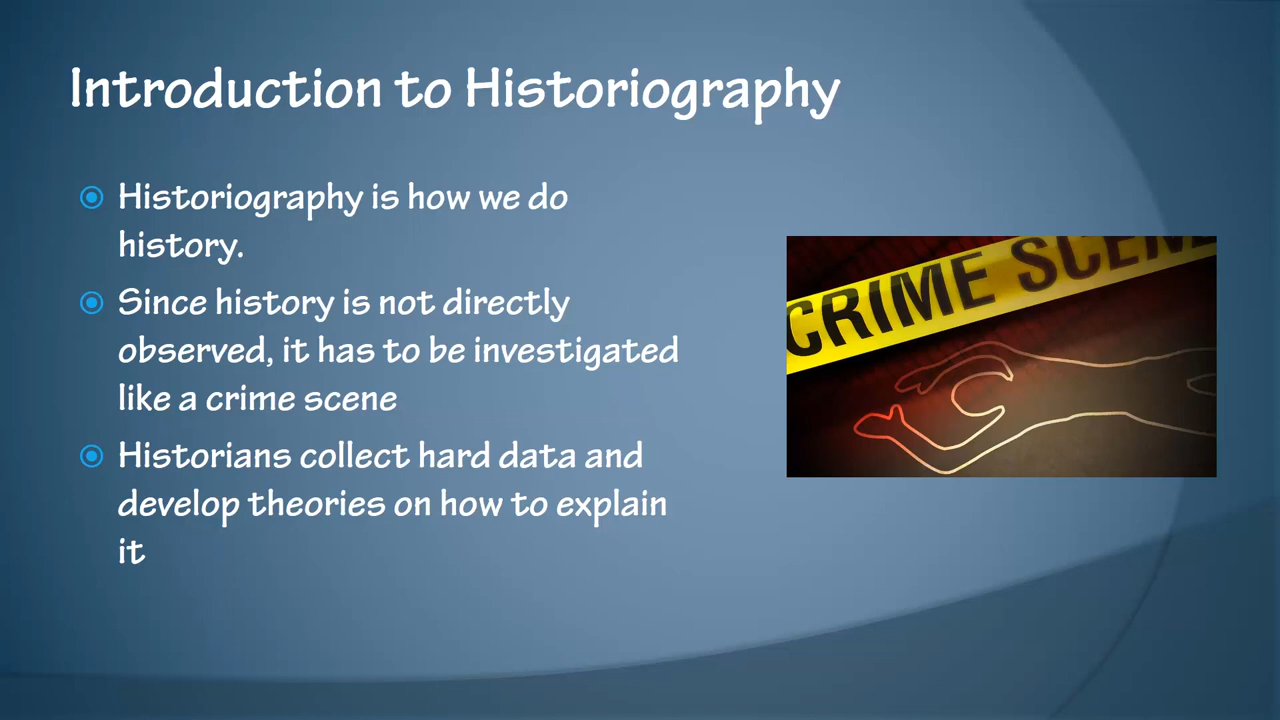 Introduction to Historiography
Historiography is how we do
history.
Since history is not directly
observed, it has to be investigated
like a crime scene
Historians collect hard data and
develop theories on how to explain
it
CRIME SCENE